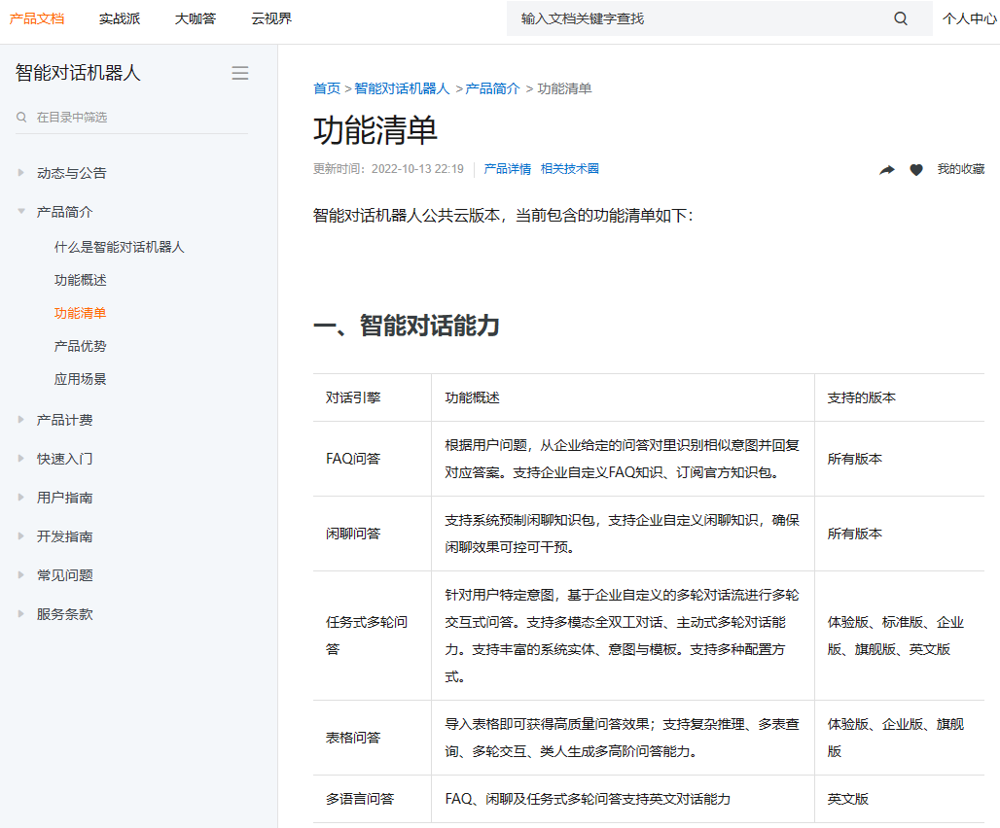 产品文档 实战派 大咖答 云视界 输入文档关键字查找 个人中心
智能对话机器人
在目录中筛选
动态与公告
产品简介
什么是智能对话机器人
功能概述
功能清单
产品优势
应用场景
产品计费
快速入门
用户指南
开发指南
常见问题
服务条款
首页 > 智能对话机器人 > 产品简介 > 功能清单
功能清单
更新时间：2022-10-13 22:19 产品详情 相关技术圈 我的收藏
智能对话机器人公共云版本，当前包含的功能清单如下：
一、智能对话能力
对话引擎 功能概述 支持的版本
FAQ问答
根据用户问题，从企业给定的问答对里识别相似意图并回复
对应答案。支持企业自定义FAQ知识、订阅官方知识包。
所有版本
闲聊问答
支持系统预制闲聊知识包，支持企业自定义闲聊知识，确保
闲聊效果可控可干预。
所有版本
任务式多轮问
答
针对用户特定意图，基于企业自定义的多轮对话流进行多轮
交互式问答。支持多模态全双工对话、主动式多轮对话能
力。支持丰富的系统实体、意图与模板。支持多种配置方
式。
体验版、标准版、企业
版、旗舰版、英文版
表格问答
导入表格即可获得高质量问答效果；支持复杂推理、多表查
询、多轮交互、类人生成多高阶问答能力。
体验版、企业版、旗舰
版
多语言问答 FAQ、闲聊及任务式多轮问答支持英文对话能力 英文版